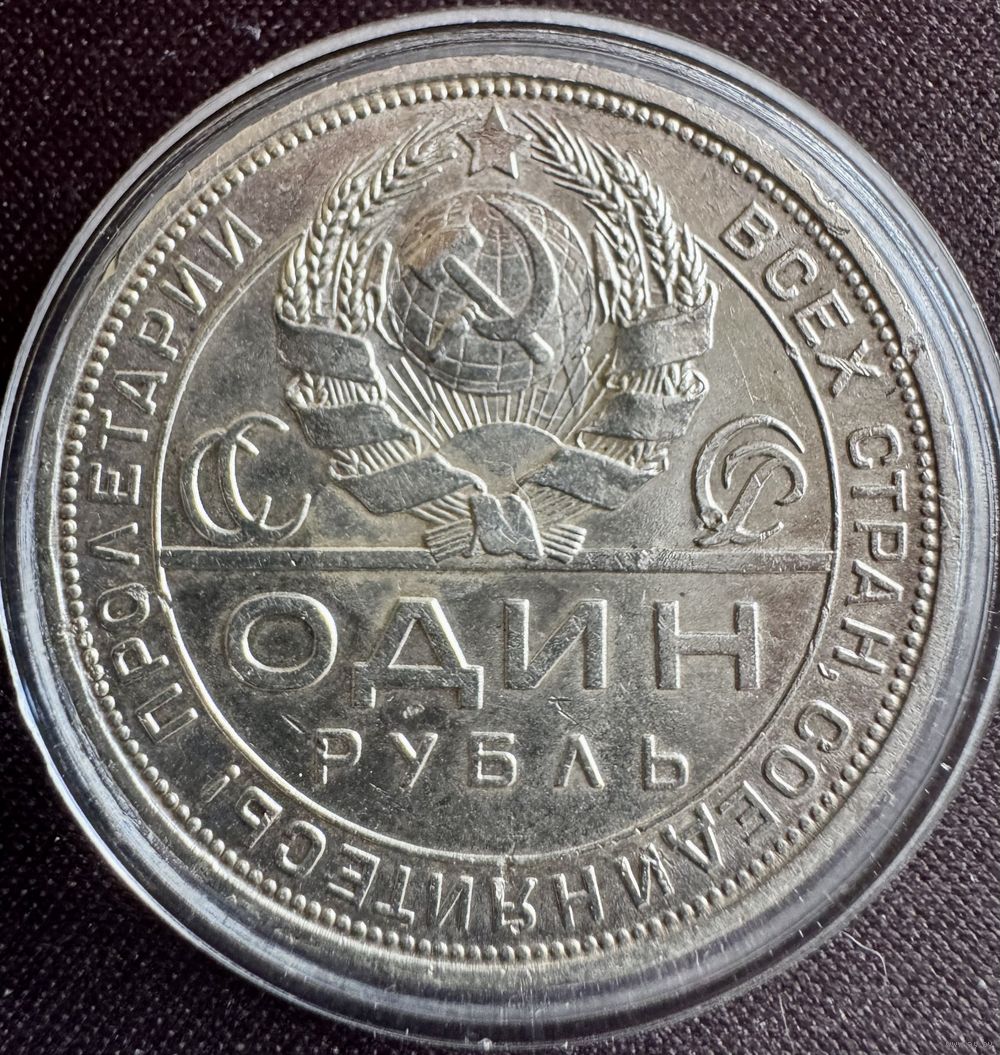 ПРОЛЕТАРИИ ВСЕХ СТРАН, СОЕДИНЯЙТЕСЬ!
СС СР
ОДИН
РУБЛЬ